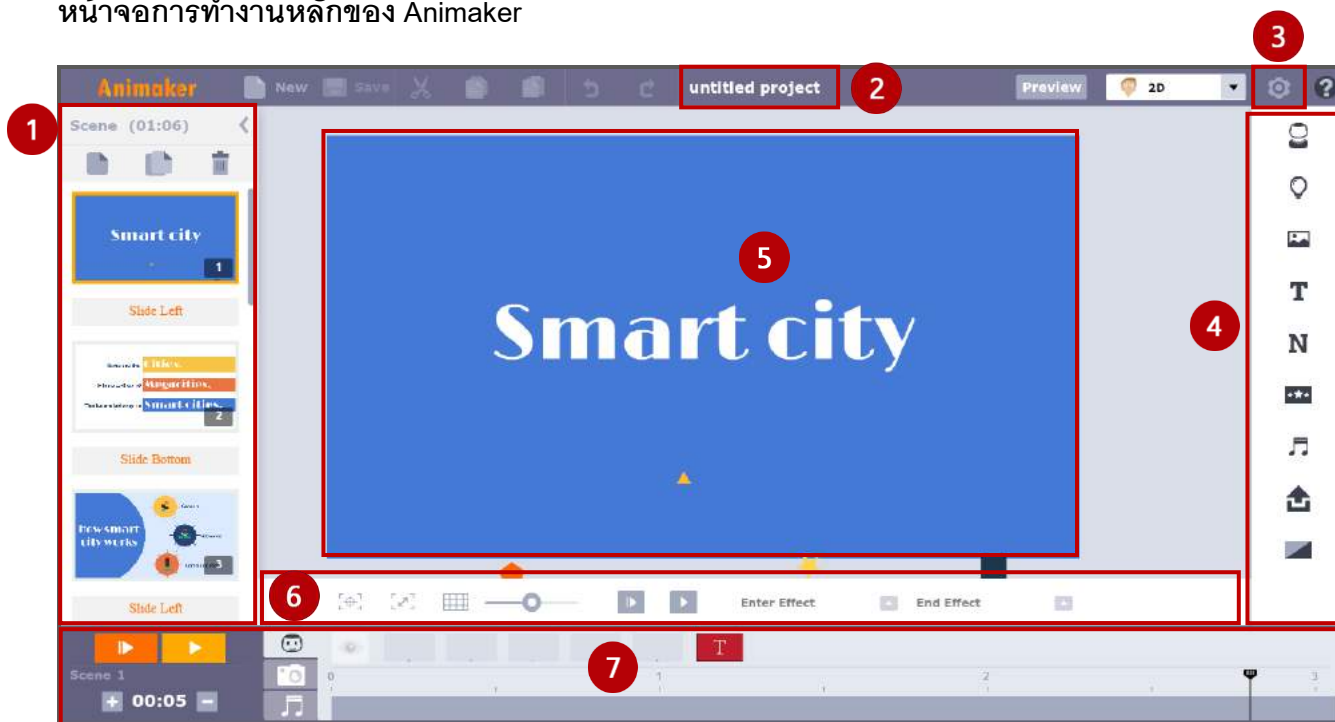 หน้าจอการทำงานหลักของ Animaker
3
Animaker New Save untitled project 2 Preview 2D ?
1
Scene (01:06)
Smart city
1
Slide Left
Cities.
Megacities.
Smart cities.
2
Slide Bottom
How smart
city works
3
Slide Left
5
Smart city
T
4
N
6 Enter Effect End Effect
T
7
Scene 1
0 1 2 3
+ 00:05 -